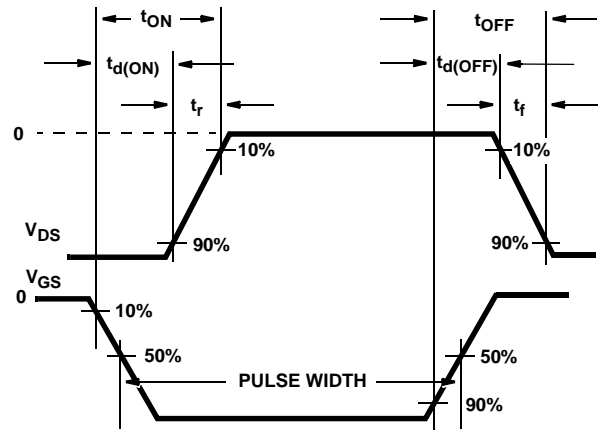 tON
tOFF
td(ON)
td(OFF)
tr
tf
0
10%
10%
VDS
90%
90%
VGS
0
10%
50%
50%
PULSE WIDTH
90%